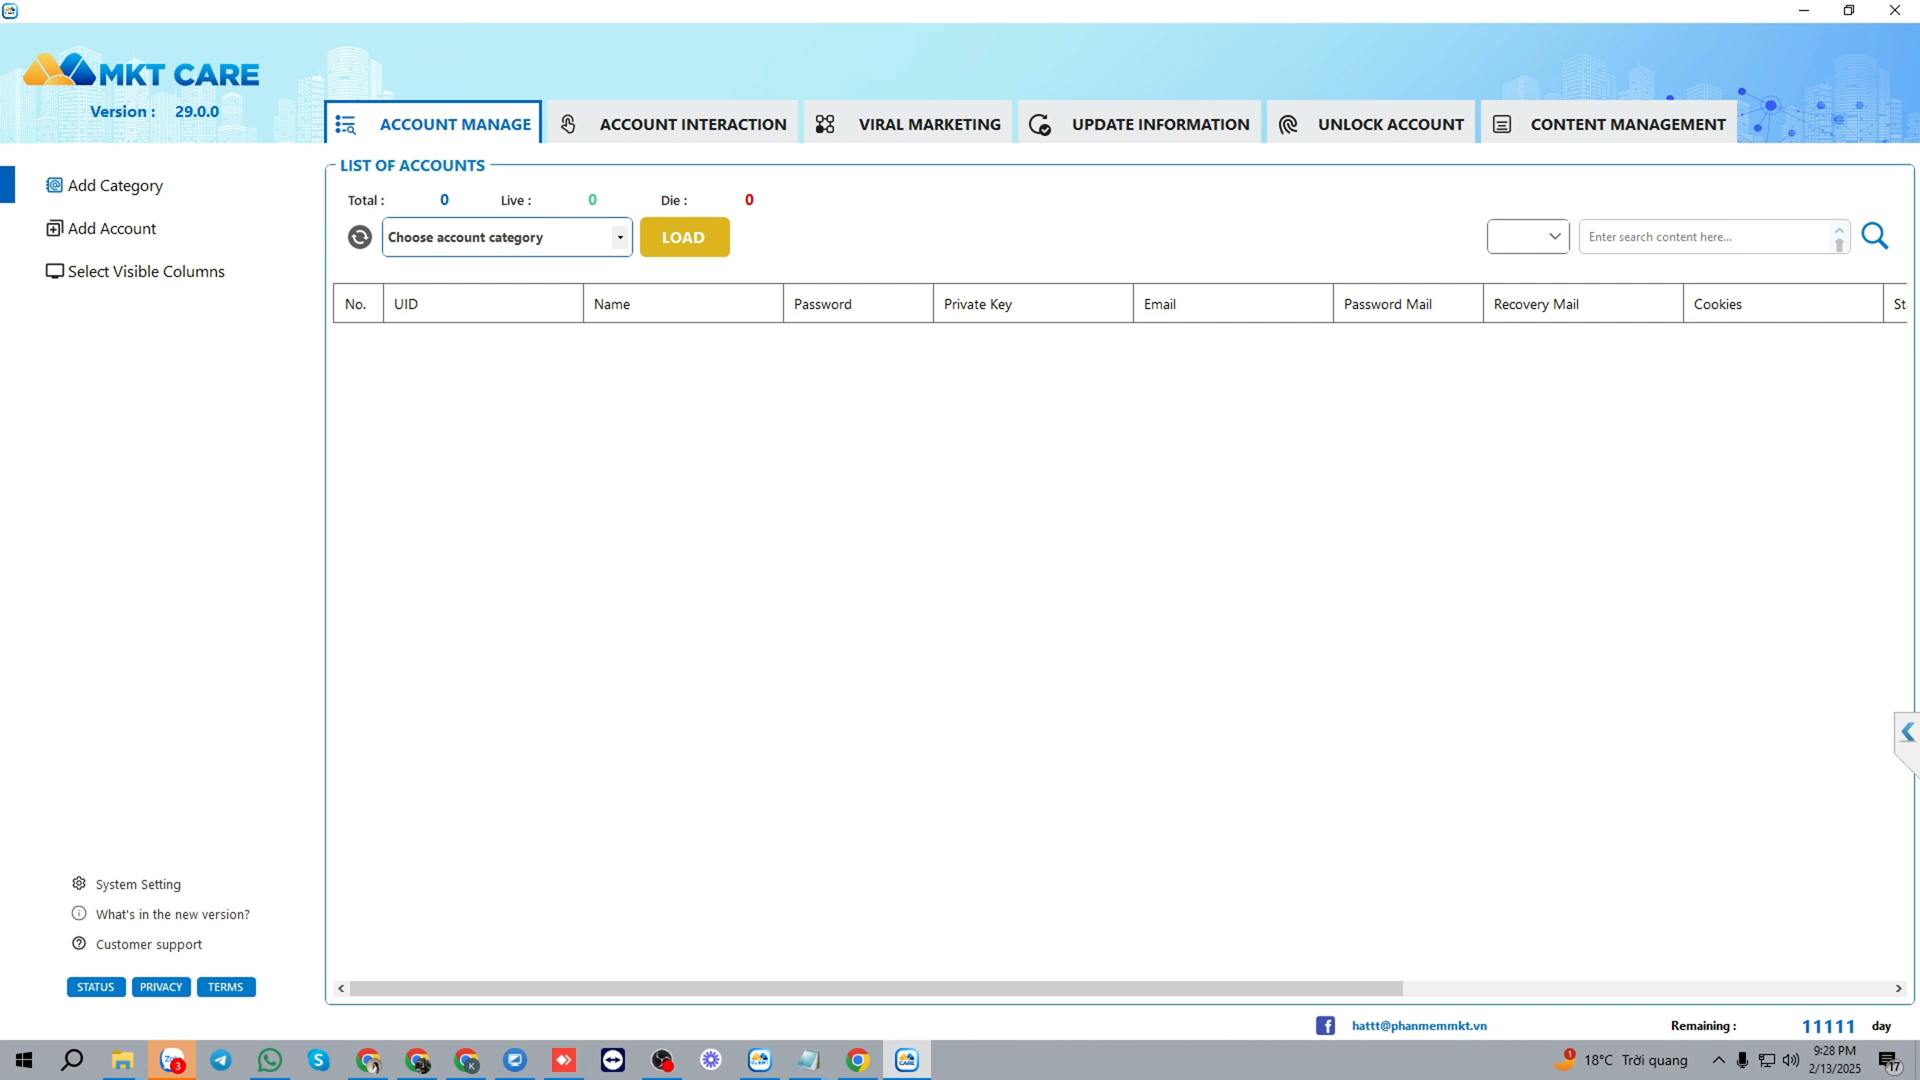 MKT CARE
Version : 29.0.0
ACCOUNT MANAGE
ACCOUNT INTERACTION
VIRAL MARKETING
UPDATE INFORMATION
UNLOCK ACCOUNT
CONTENT MANAGEMENT
Add Category
Add Account
Select Visible Columns
LIST OF ACCOUNTS
Total : 0 Live : 0 Die : 0
Choose account category
LOAD
Enter search content here...
No. UID Name Password Private Key Email Password Mail Recovery Mail Cookies
System Setting
What's in the new version?
Customer support
STATUS PRIVACY TERMS
hattt@phanmemmkt.vn
Remaining : 11111 day
18°C Trời quang
9:28 PM
2/13/2025
17